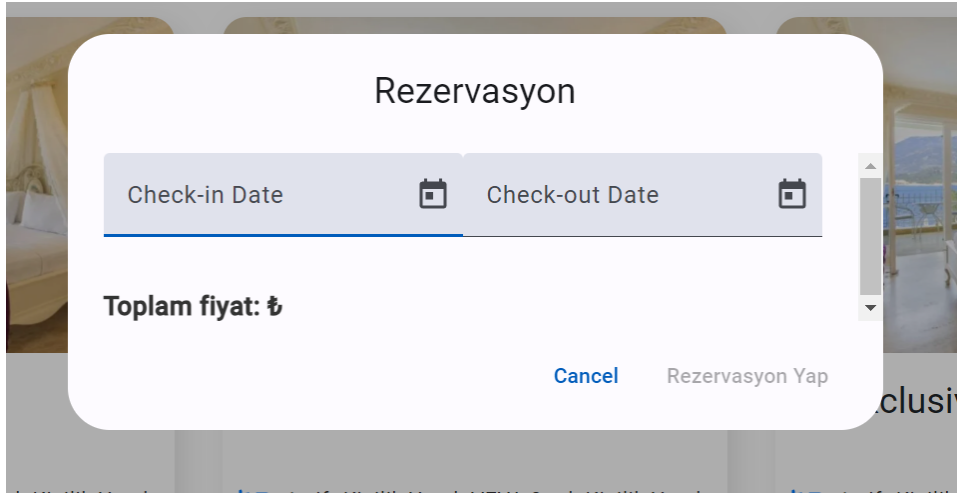 Rezervasyon
Check-in Date Check-out Date
Toplam fiyat: ₺
Cancel Rezervasyon Yap